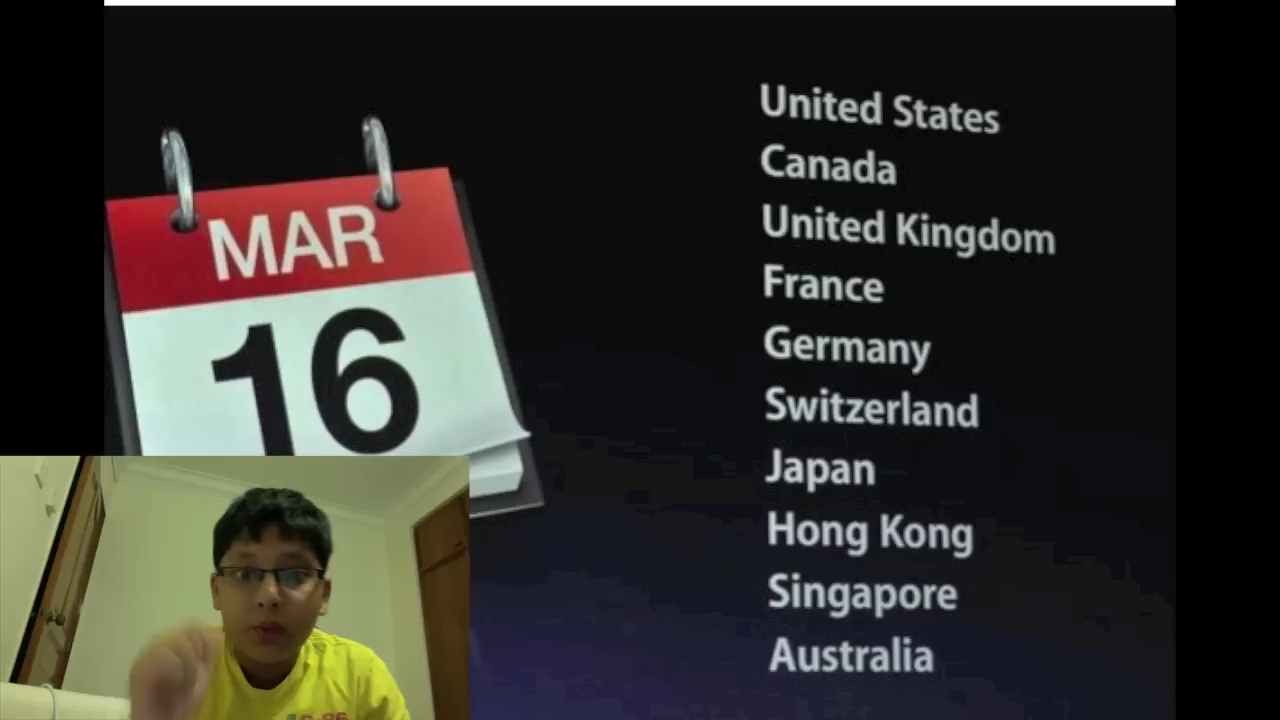 MAR
16
United States
Canada
United Kingdom
France
Germany
Switzerland
Japan
Hong Kong
Singapore
Australia